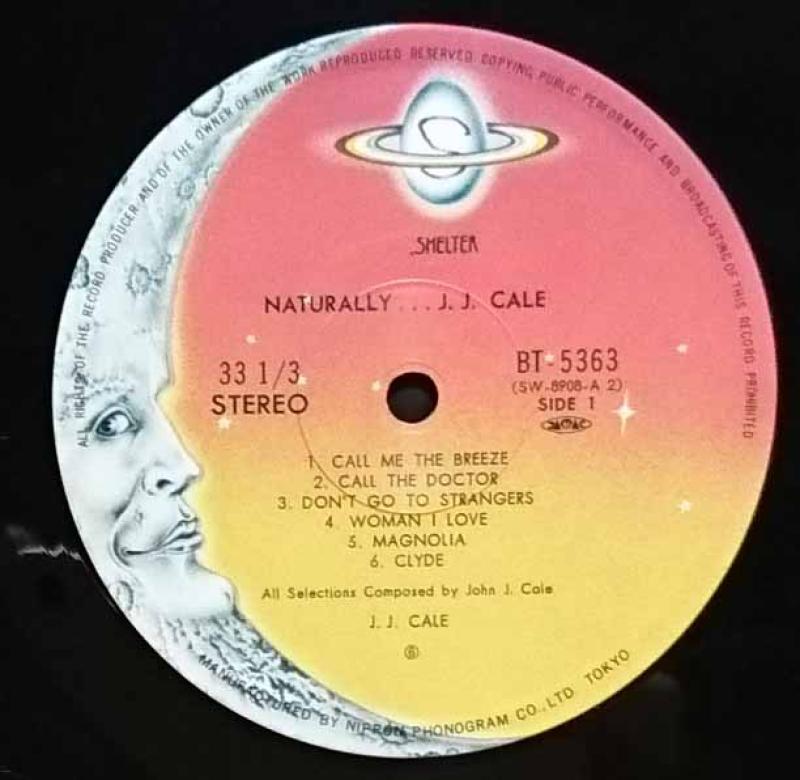 ALL RIGHTS OF THE RECORD PRODUCER AND OF THE OWNER OF THE WORK REPRODUCED RESERVED COPYING, PUBLIC PERFORMANCE AND BROADCASTING OF THIS RECORD PROHIBITED
S
SHELTER
NATURALLY . . . J. J. CALE
33 1/3
STEREO
BT-5363
(SW-8908-A 2)
SIDE 1
1. CALL ME THE BREEZE
2. CALL THE DOCTOR
3. DON'T GO TO STRANGERS
4. WOMAN I LOVE
5. MAGNOLIA
6. CLYDE
All Selections Composed by John J. Cale
J. J. CALE
MANUFACTURED BY NIPPON PHONOGRAM CO., LTD TOKYO